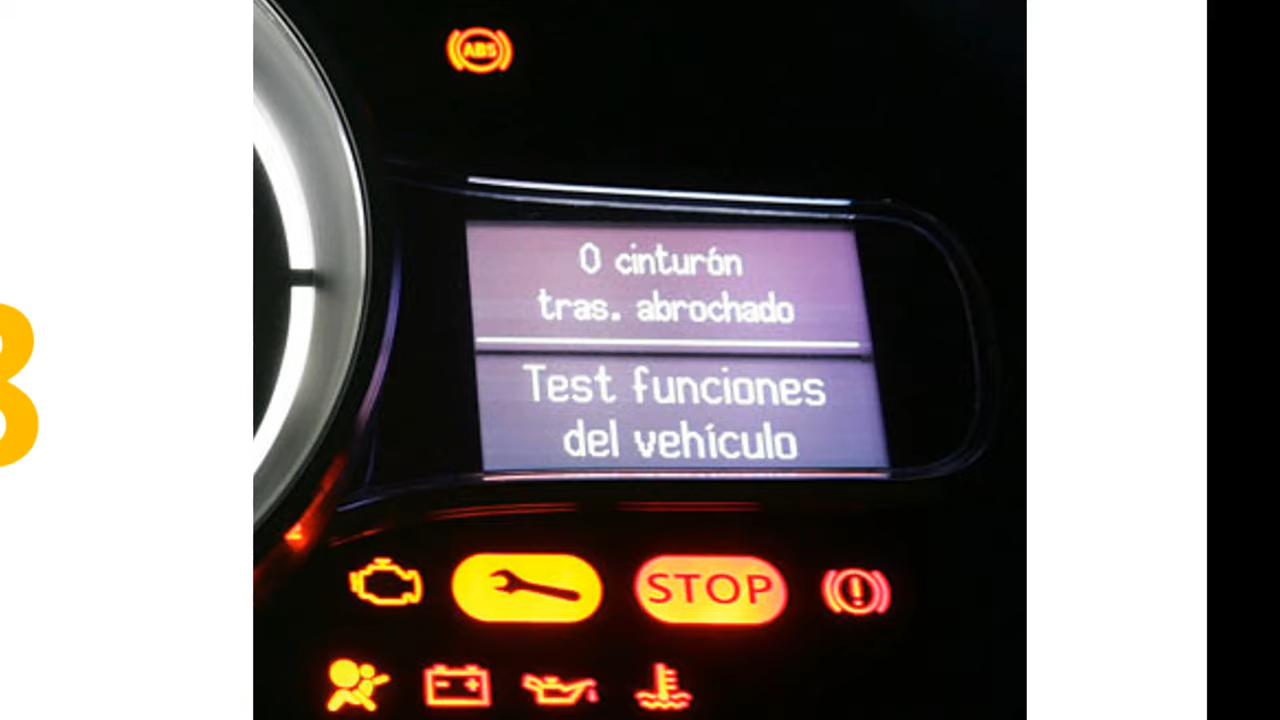 ABS
0 cinturón
tras. abrochado
Test funciones
del vehículo
STOP